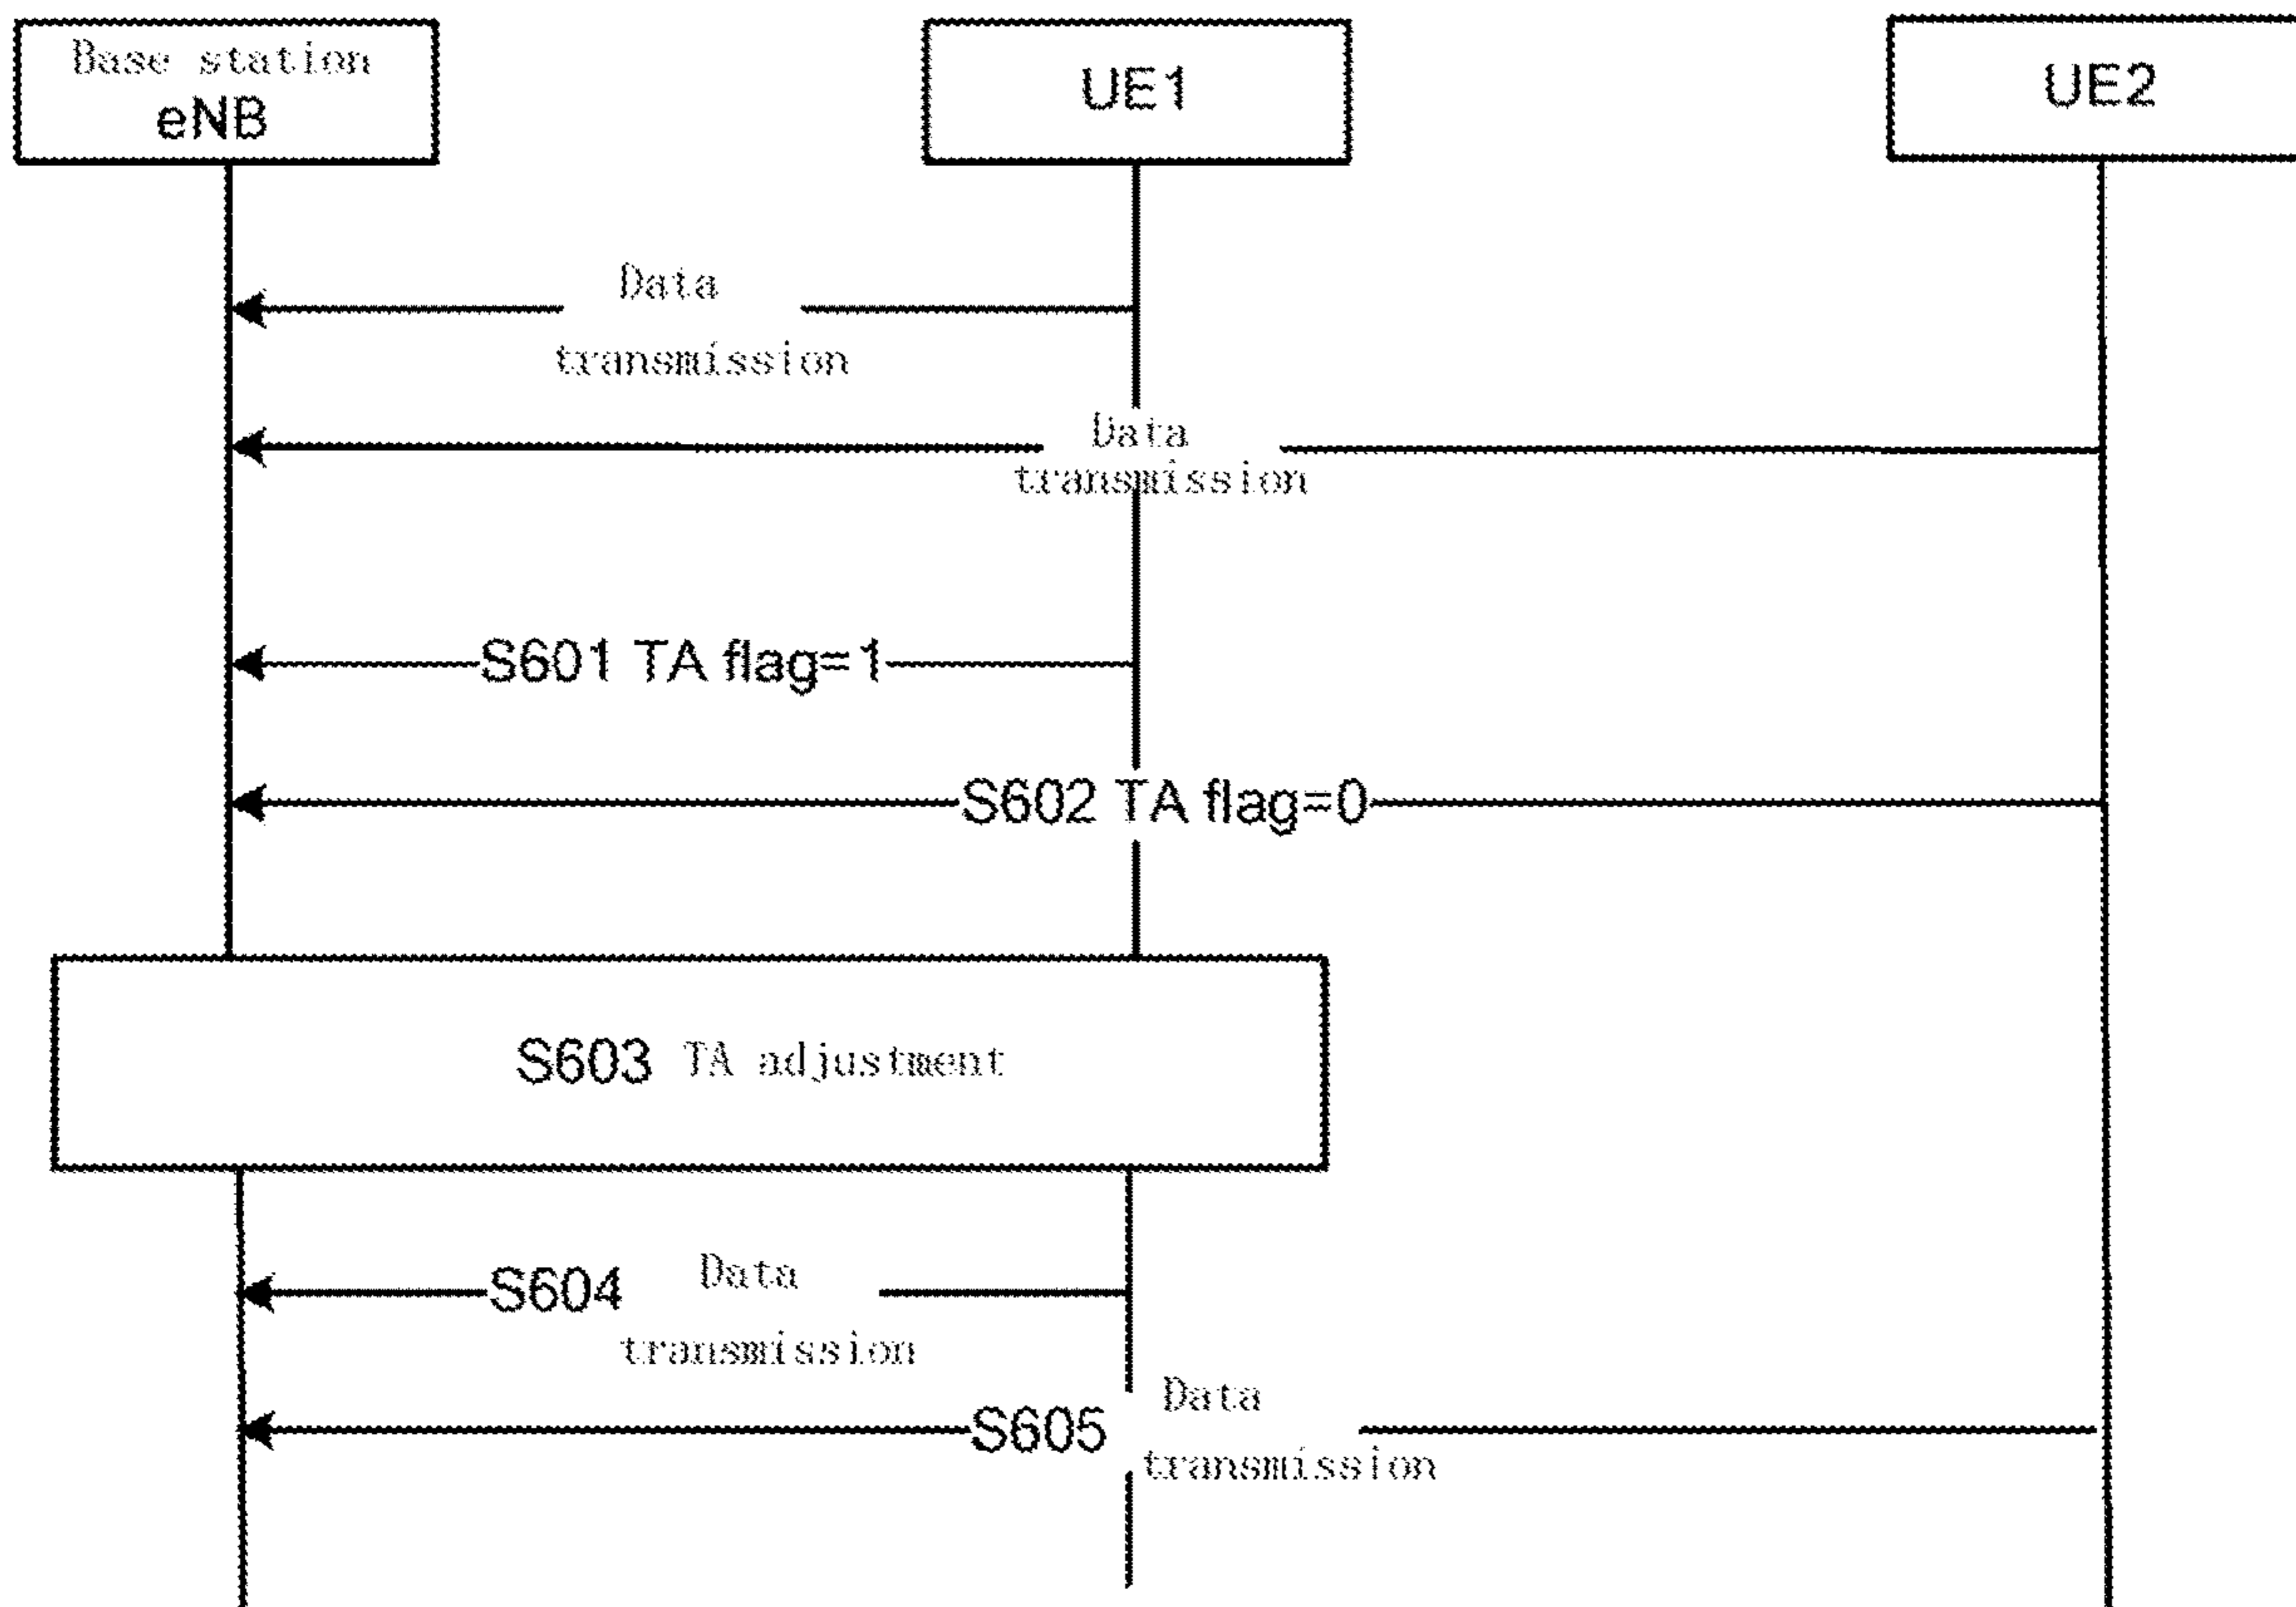 Base station
eNB
UE1
UE2
Data
transmission
Data
transmission
S601 TA flag=1
S602 TA flag=0
S603 TA adjustment
S604 Data
transmission
S605 Data
transmission